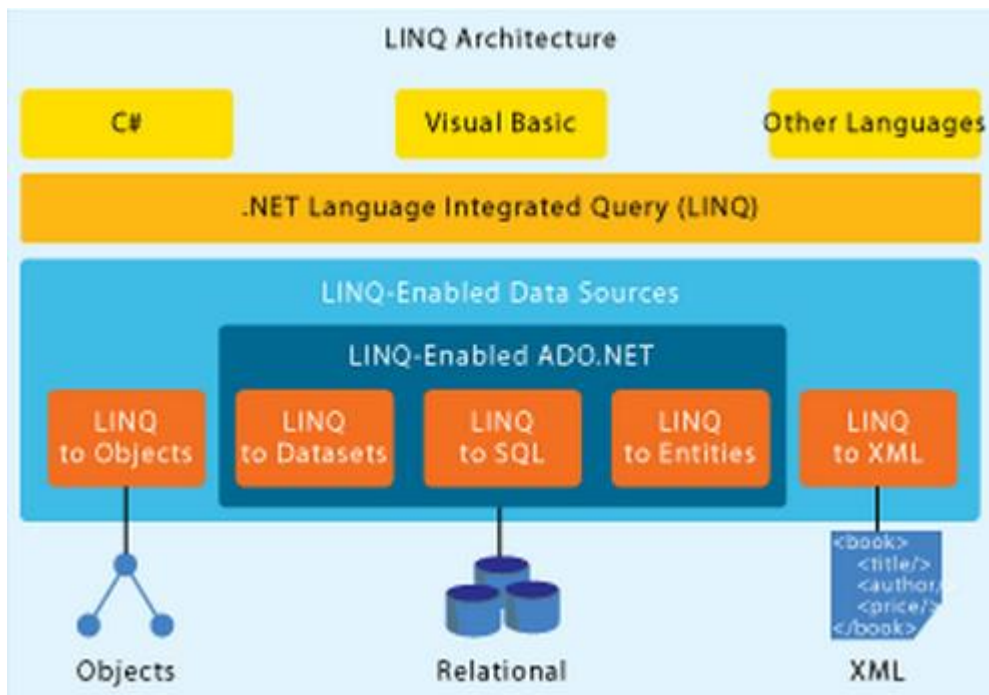 LINQ Architecture
C#
Visual Basic
Other Languages
.NET Language Integrated Query (LINQ)
LINQ-Enabled Data Sources
LINQ-Enabled ADO.NET
LINQ
to Objects
LINQ
to Datasets
LINQ
to SQL
LINQ
to Entities
LINQ
to XML
<book>
<title/>
<author/>
<price/>
</book>
Objects
Relational
XML